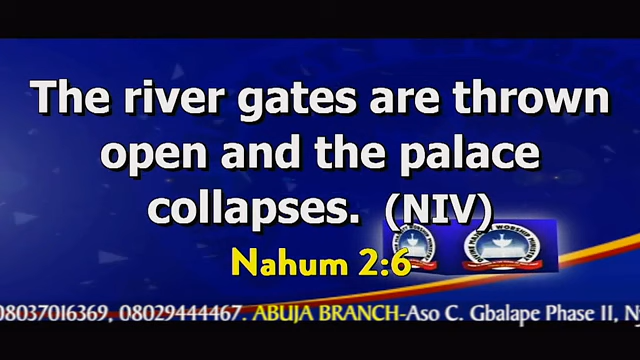 The river gates are thrown
open and the palace
collapses. (NIV)
Nahum 2:6
08037016369, 08029444467. ABUJA BRANCH-Aso C. Gbalape Phase II, N